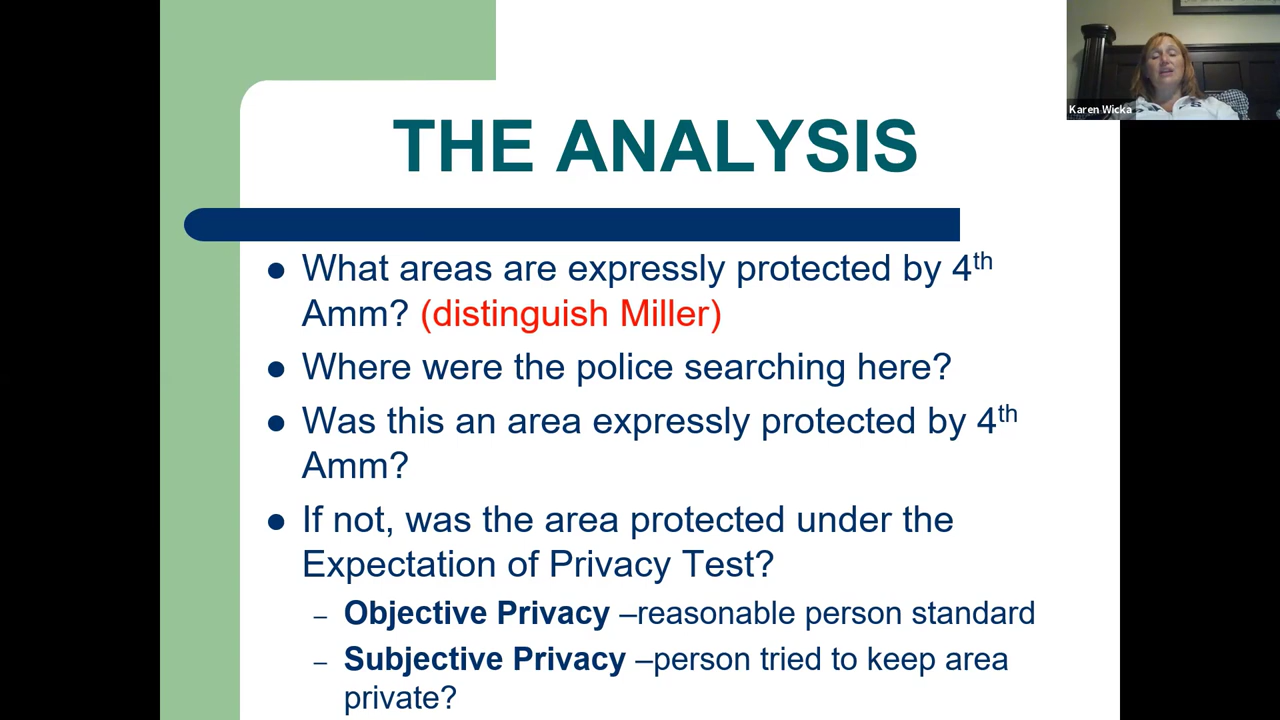 Karen Wicka
THE ANALYSIS
● What areas are expressly protected by 4th
Amm? (distinguish Miller)
● Where were the police searching here?
● Was this an area expressly protected by 4th
Amm?
● If not, was the area protected under the
Expectation of Privacy Test?
– Objective Privacy –reasonable person standard
– Subjective Privacy –person tried to keep area
private?